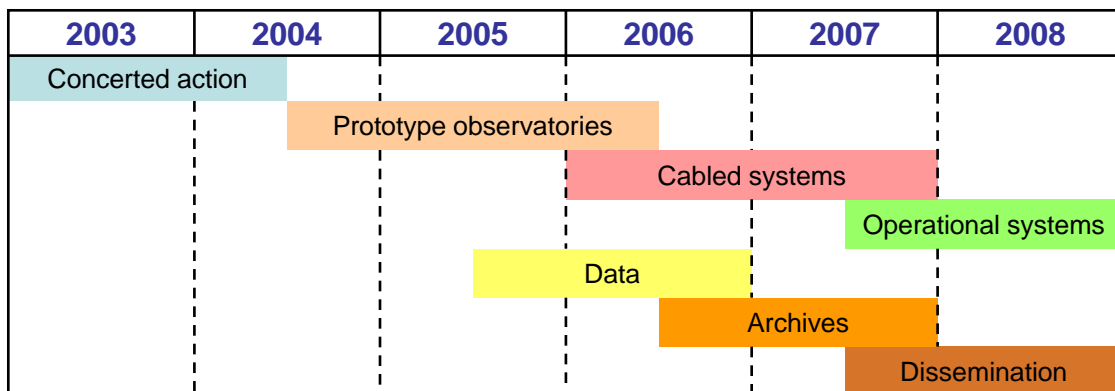 2003 2004 2005 2006 2007 2008
Concerted action
Prototype observatories
Cabled systems
Operational systems
Data
Archives
Dissemination